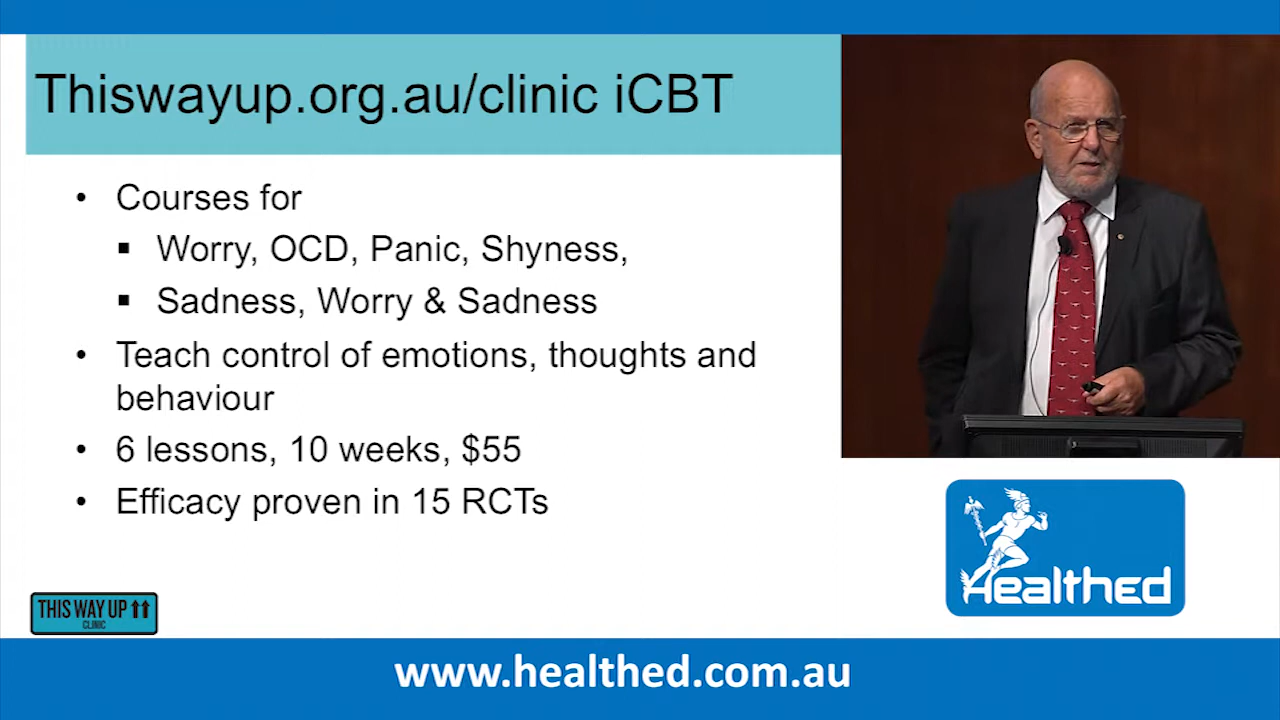 Thiswayup.org.au/clinic iCBT
• Courses for
▪ Worry, OCD, Panic, Shyness,
▪ Sadness, Worry & Sadness
• Teach control of emotions, thoughts and
behaviour
• 6 lessons, 10 weeks, $55
• Efficacy proven in 15 RCTs
THIS WAY UP
CLINIC
Healthed
www.healthed.com.au